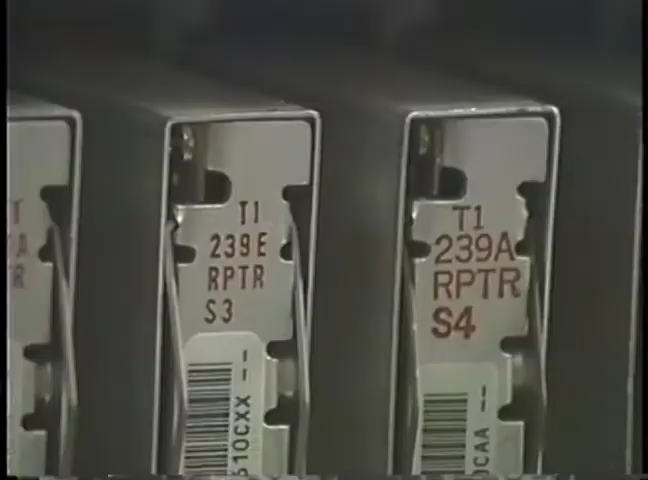 T1
239E
RPTR
S3
510CXX --
T1
239A
RPTR
S4
0CAA --